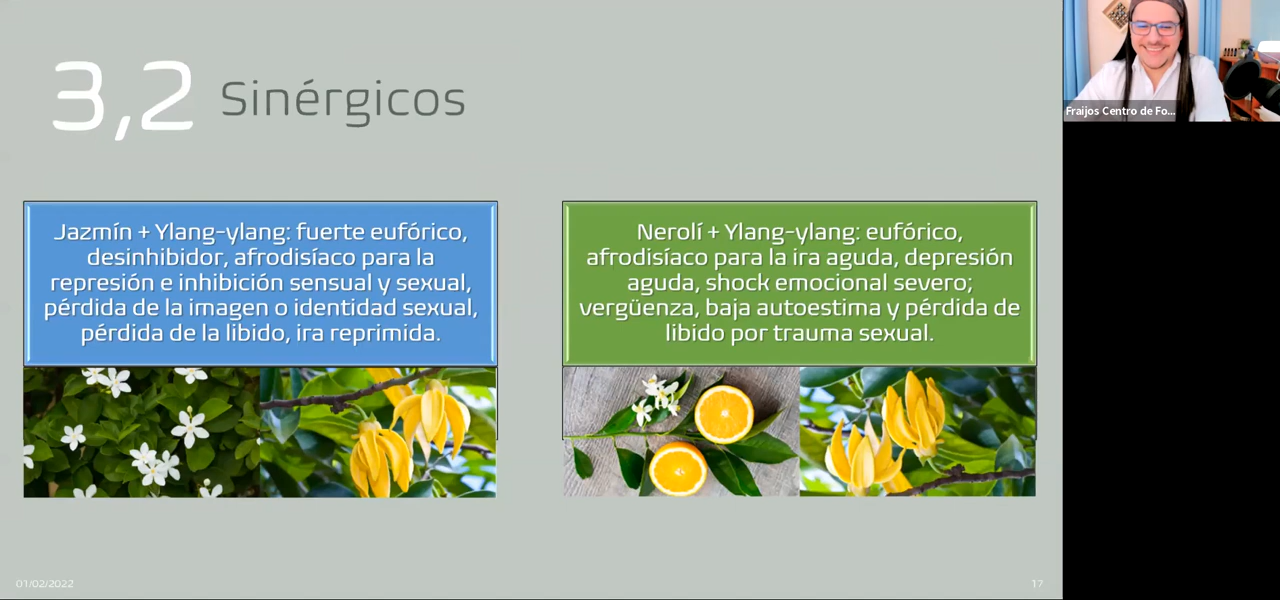 3,2 Sinérgicos
Jazmín + Ylang-ylang: fuerte eufórico,
desinhibidor, afrodisíaco para la
represión e inhibición sensual y sexual,
pérdida de la imagen o identidad sexual,
pérdida de la libido, ira reprimida.
Nerolí + Ylang-ylang: eufórico,
afrodisíaco para la ira aguda, depresión
aguda, shock emocional severo;
vergüenza, baja autoestima y pérdida de
libido por trauma sexual.
01/02/2022
17
Fraijos Centro de Fo...